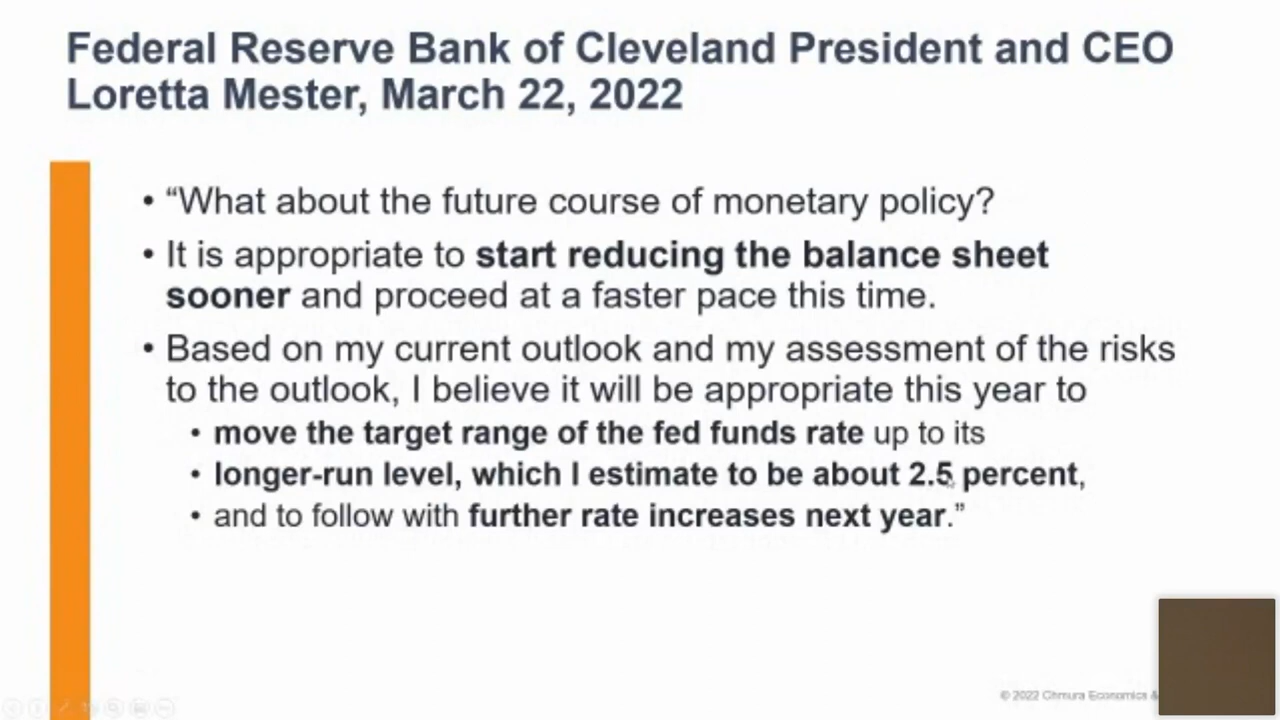 Federal Reserve Bank of Cleveland President and CEO
Loretta Mester, March 22, 2022
• “What about the future course of monetary policy?
• It is appropriate to start reducing the balance sheet
sooner and proceed at a faster pace this time.
• Based on my current outlook and my assessment of the risks
to the outlook, I believe it will be appropriate this year to
• move the target range of the fed funds rate up to its
• longer-run level, which I estimate to be about 2.5 percent,
• and to follow with further rate increases next year.”
© 2022 Chmura Economics &